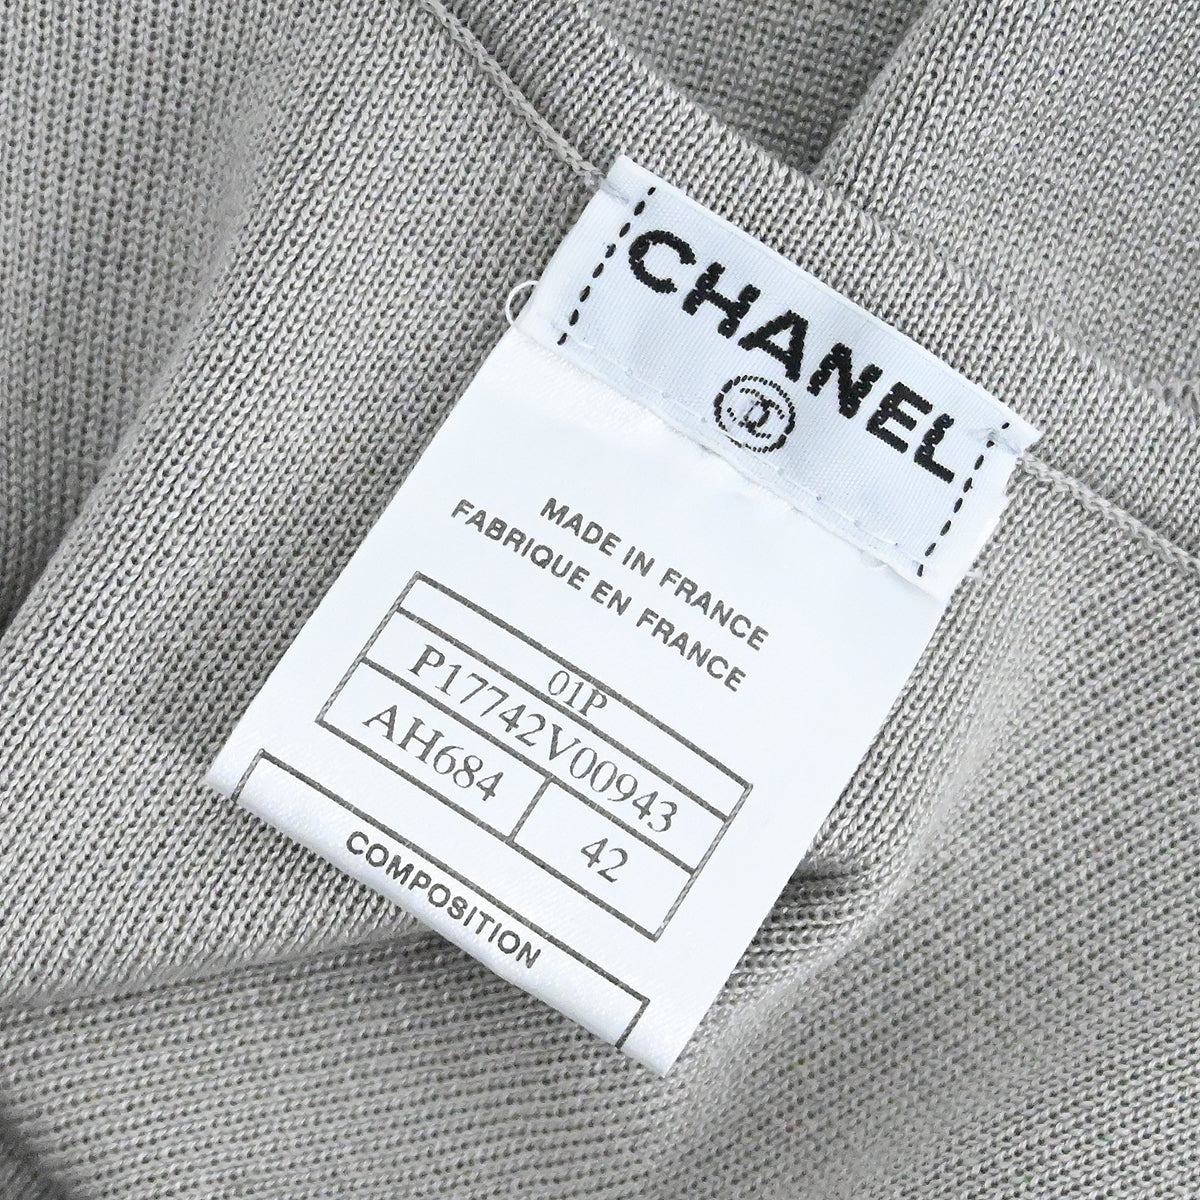 CHANEL
MADE IN FRANCE
FABRIQUE EN FRANCE
01P
P17742V00943
AH684 42
COMPOSITION